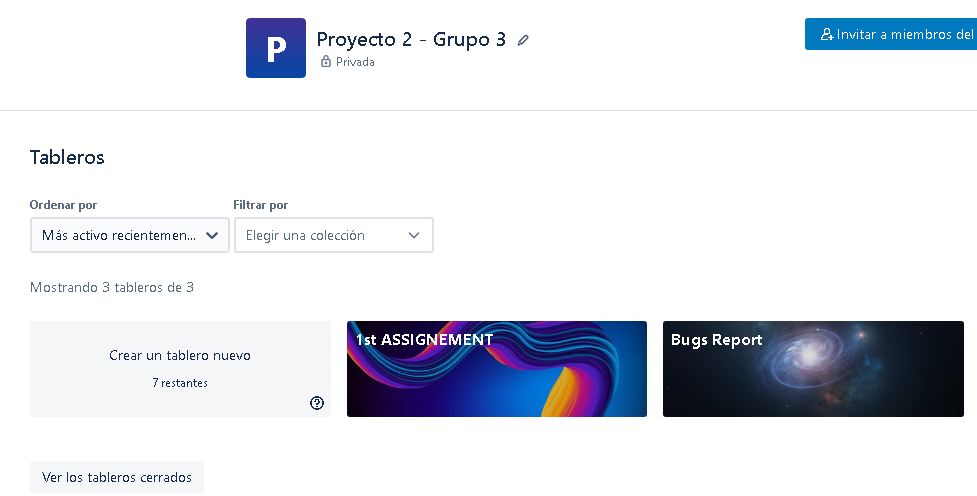 P
Proyecto 2 - Grupo 3
Privada
Invitar a miembros del
Tableros
Ordenar por
Filtrar por
Más activo recientemen...
Elegir una colección
Mostrando 3 tableros de 3
Crear un tablero nuevo
7 restantes
1st ASSIGNEMENT
Bugs Report
Ver los tableros cerrados